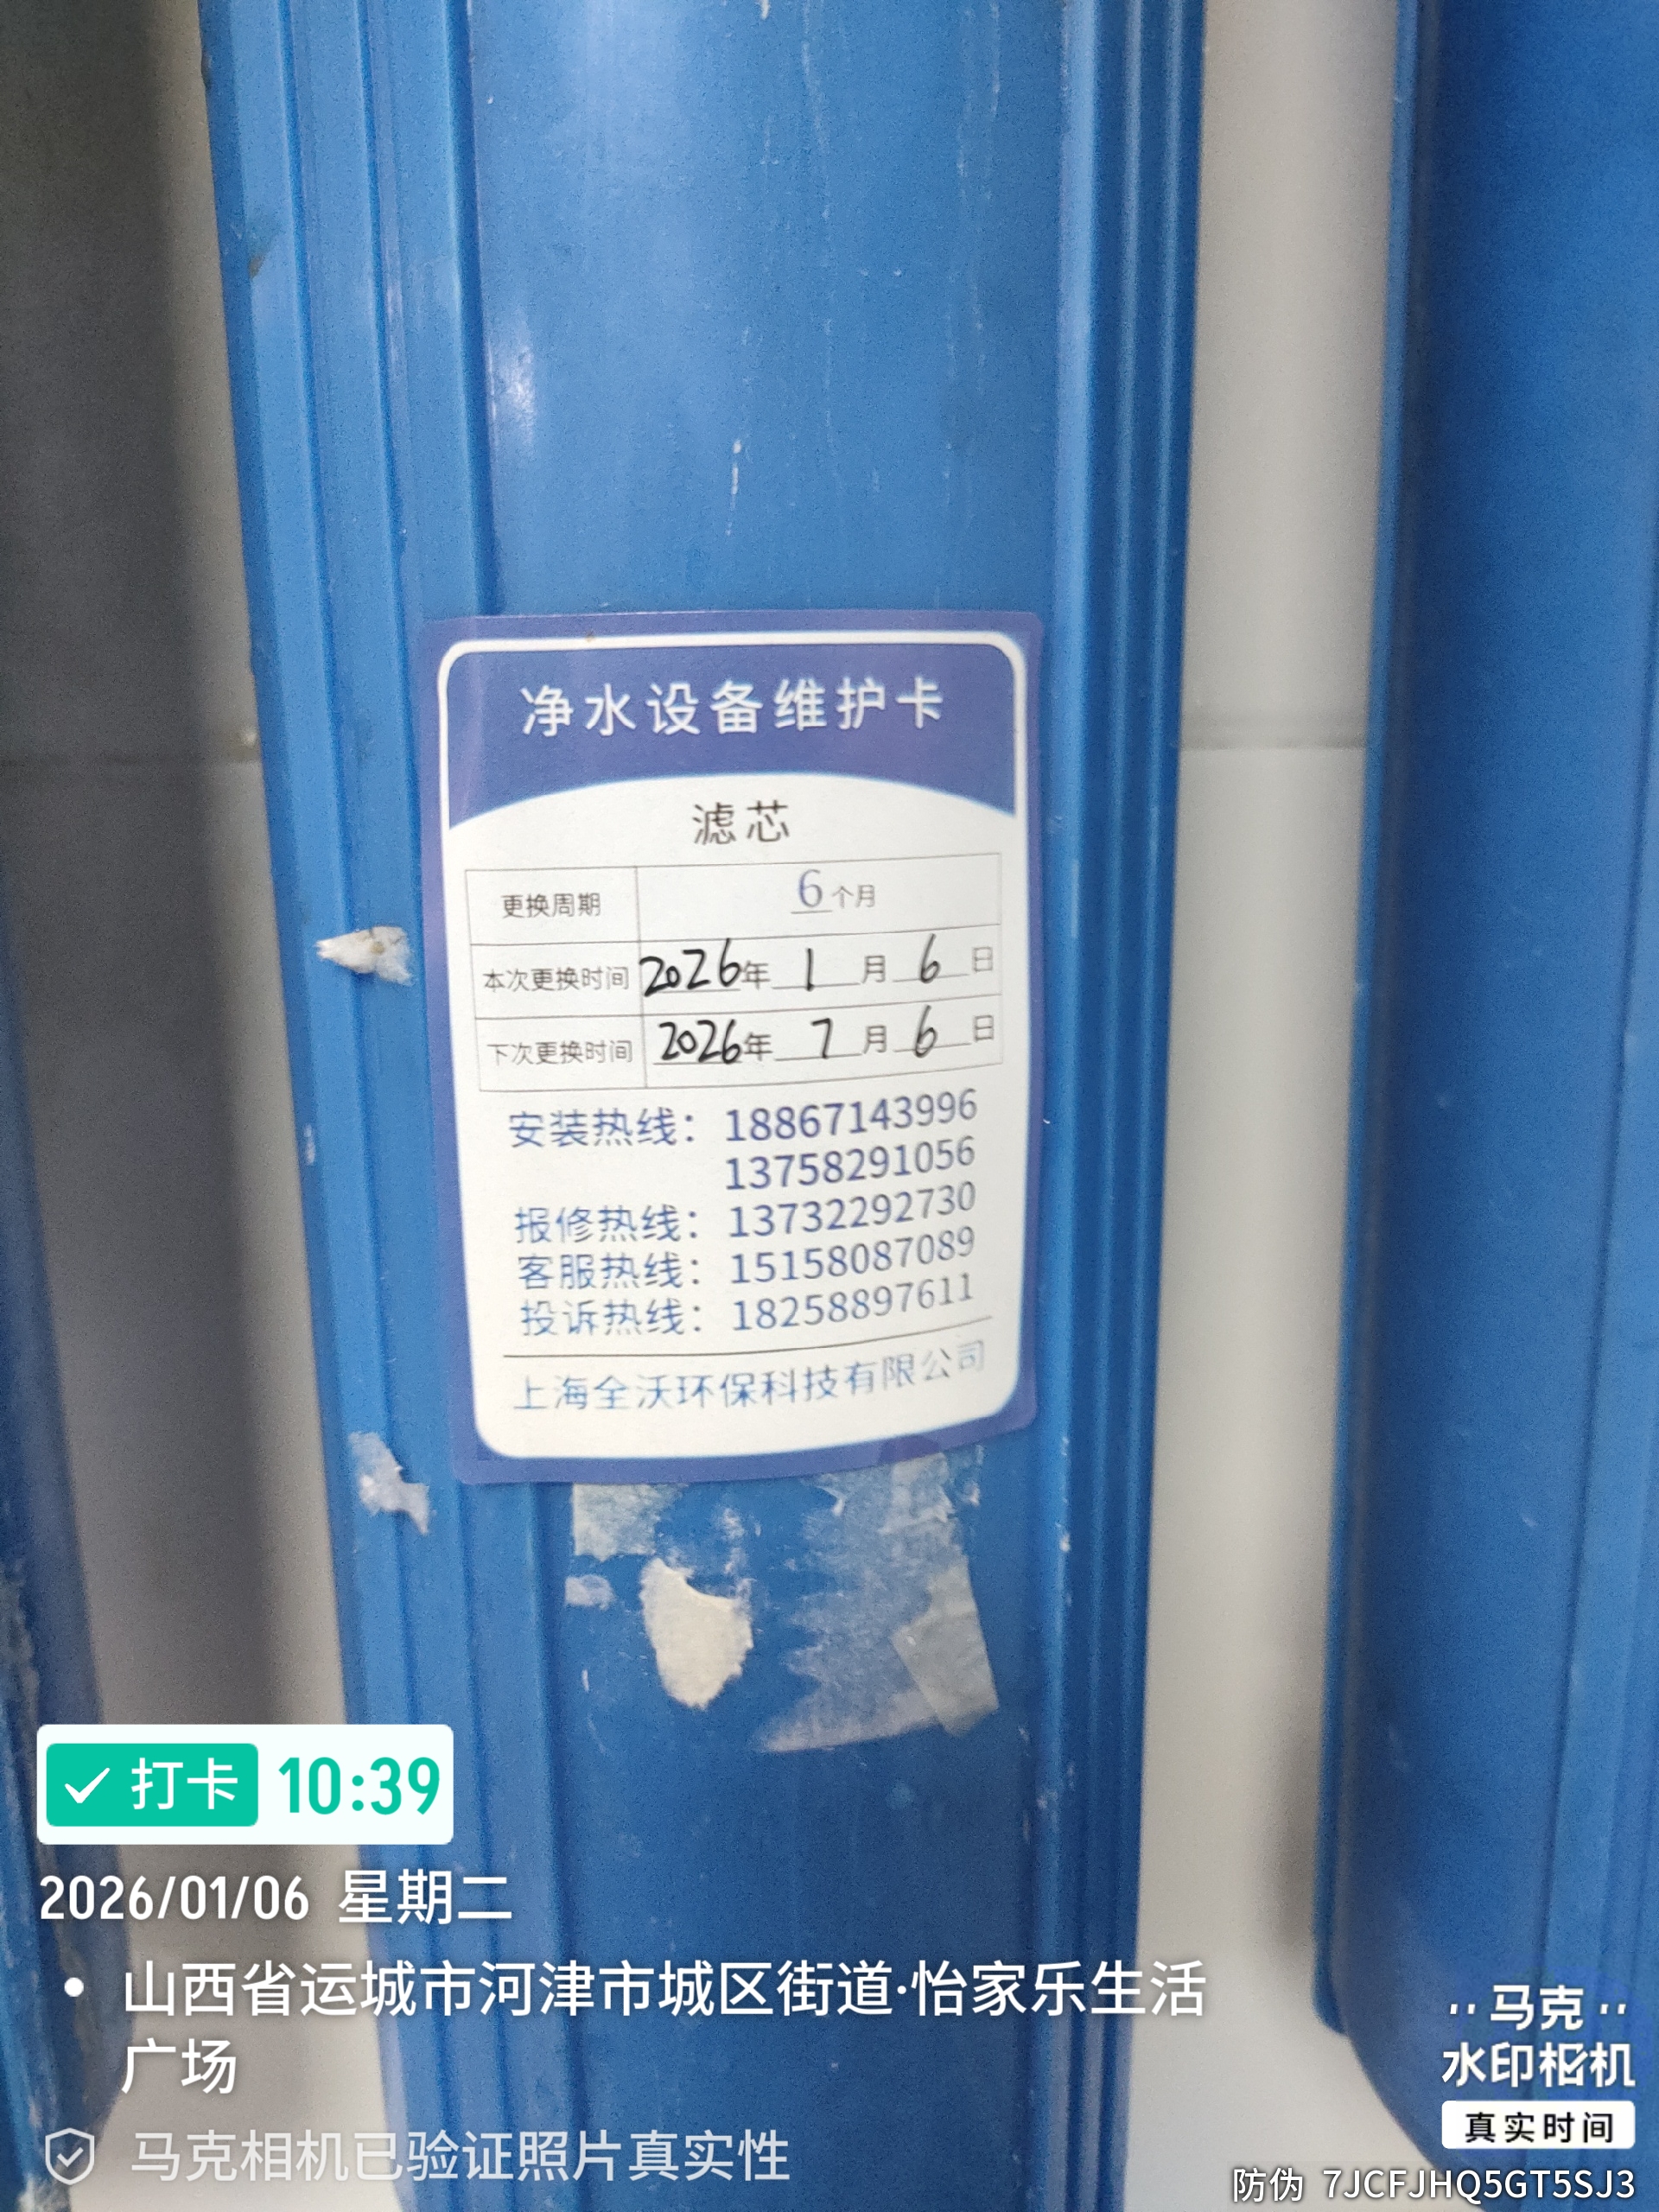 净水设备维护卡
滤芯
更换周期 6个月
本次更换时间 2026年 1 月 6 日
下次更换时间 2026年 7 月 6 日
安装热线：18867143996
13758291056
报修热线：13732292730
客服热线：15158087089
投诉热线：18258897611
上海全沃环保科技有限公司
打卡 10:39
2026/01/06 星期二
山西省运城市河津市城区街道·怡家乐生活
广场
马克相机已验证照片真实性
马克
水印相机
真实时间
防伪 7JCFJHQ5GT5SJ3